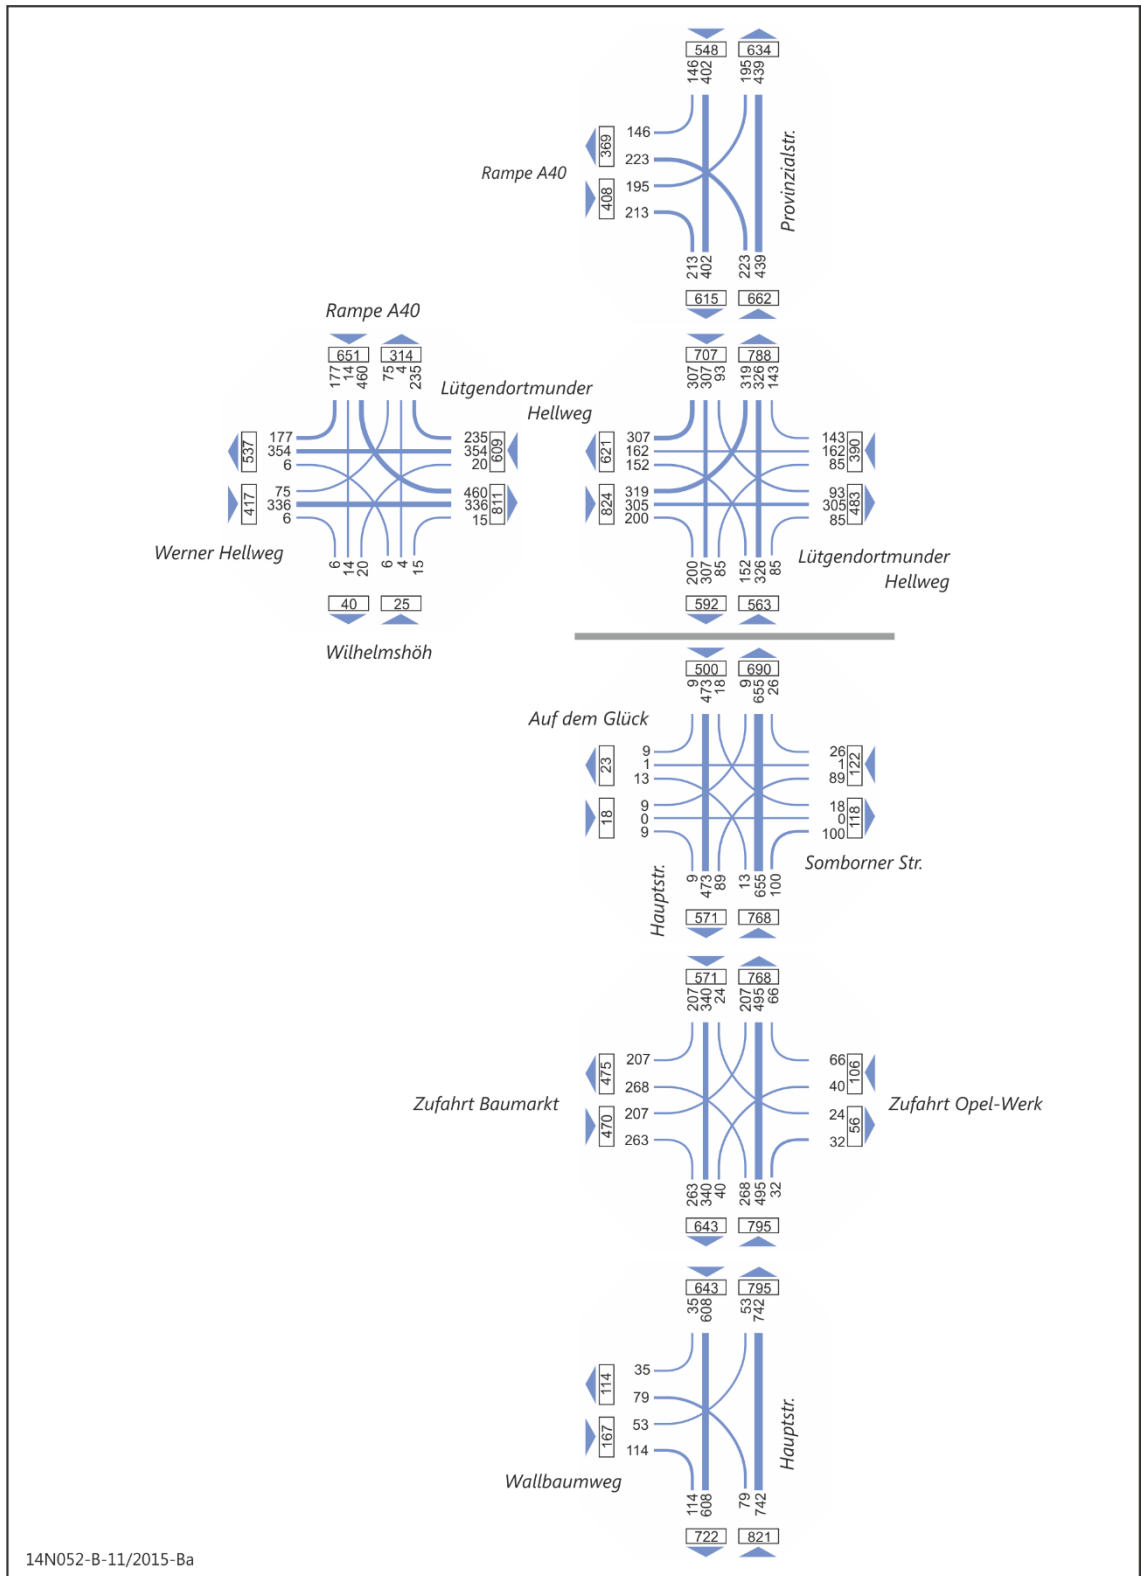 548 634
146 402 195 439
Rampe A40
369
408
146
223
195
213
Provinzialstr.
213 402 223 439
615 662
Rampe A40
651 314
177 14 460 75 4 235
Lütgendortmunder
Hellweg
537
417
177
354
6
75
336
6
235
354
20
460
336
15
609
811
Werner Hellweg
6 14 20 6 4 15
40 25
Wilhelmshöh
707 788
307 307 93 319 326 143
621
824
307
162
152
319
305
200
143
162
85
93
305
85
390
483
Lütgendortmunder
Hellweg
200 307 85 152 326 85
592 563
500 690
9 473 18 9 655 26
Auf dem Glück
23
18
9
1
13
9
0
9
26
1
89
18
0
100
122
118
Somborner Str.
Hauptstr.
9 473 89 13 655 100
571 768
571 768
207 340 24 207 495 66
Zufahrt Baumarkt
475
470
207
268
207
263
66
40
24
32
106
56
Zufahrt Opel-Werk
263 340 40 268 495 32
643 795
643 795
35 608 53 742
114
167
35
79
53
114
Hauptstr.
Wallbaumweg
114 608 79 742
722 821
14N052-B-11/2015-Ba